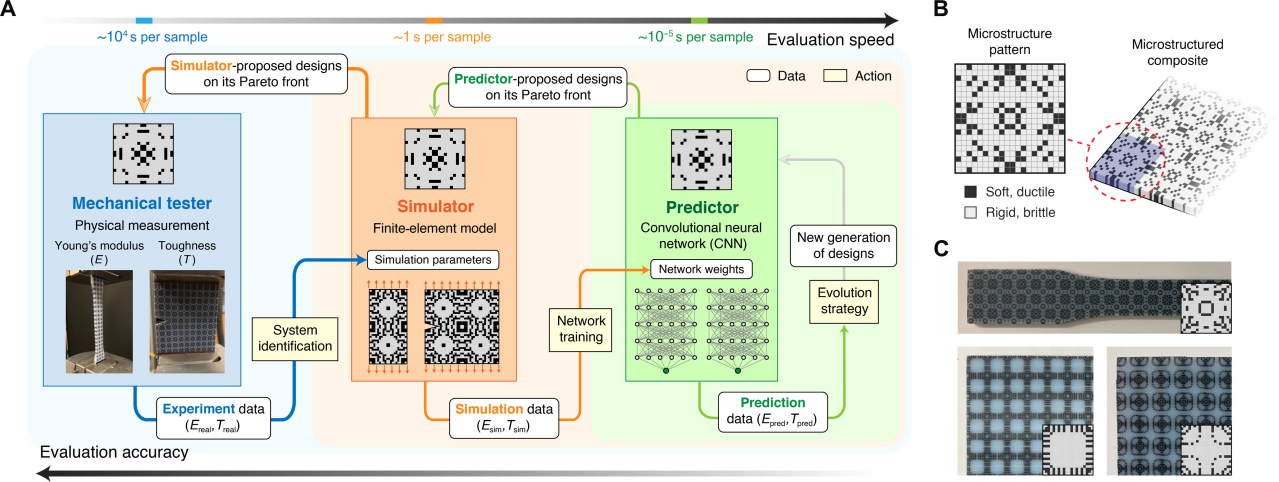 A
~10⁴ s per sample
~1 s per sample
~10⁻⁵ s per sample
Evaluation speed
Simulator-proposed designs
on its Pareto front
Predictor-proposed designs
on its Pareto front
Data
Action
Mechanical tester
Physical measurement
Young's modulus
(E)
Toughness
(T)
Simulator
Finite-element model
Simulation parameters
Predictor
Convolutional neural
network (CNN)
Network weights
New generation
of designs
Evolution
strategy
System
identification
Network
training
Experiment data
(Ereal,Treal)
Simulation data
(Esim,Tsim)
Prediction
data (Epred,Tpred)
Evaluation accuracy
B
Microstructure
pattern
Microstructured
composite
Soft, ductile
Rigid, brittle
C